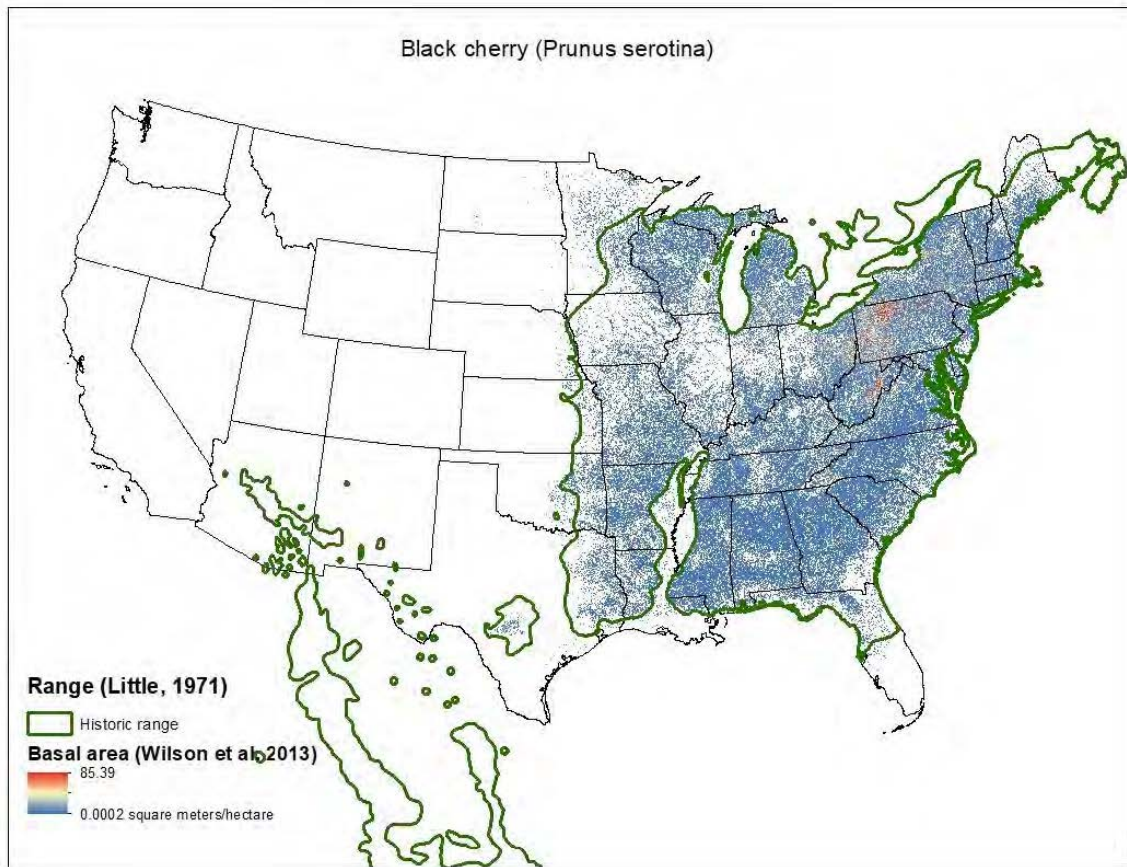 Black cherry (Prunus serotina)
Range (Little, 1971)
Historic range
Basal area (Wilson et al, 2013)
85.39
0.0002 square meters/hectare